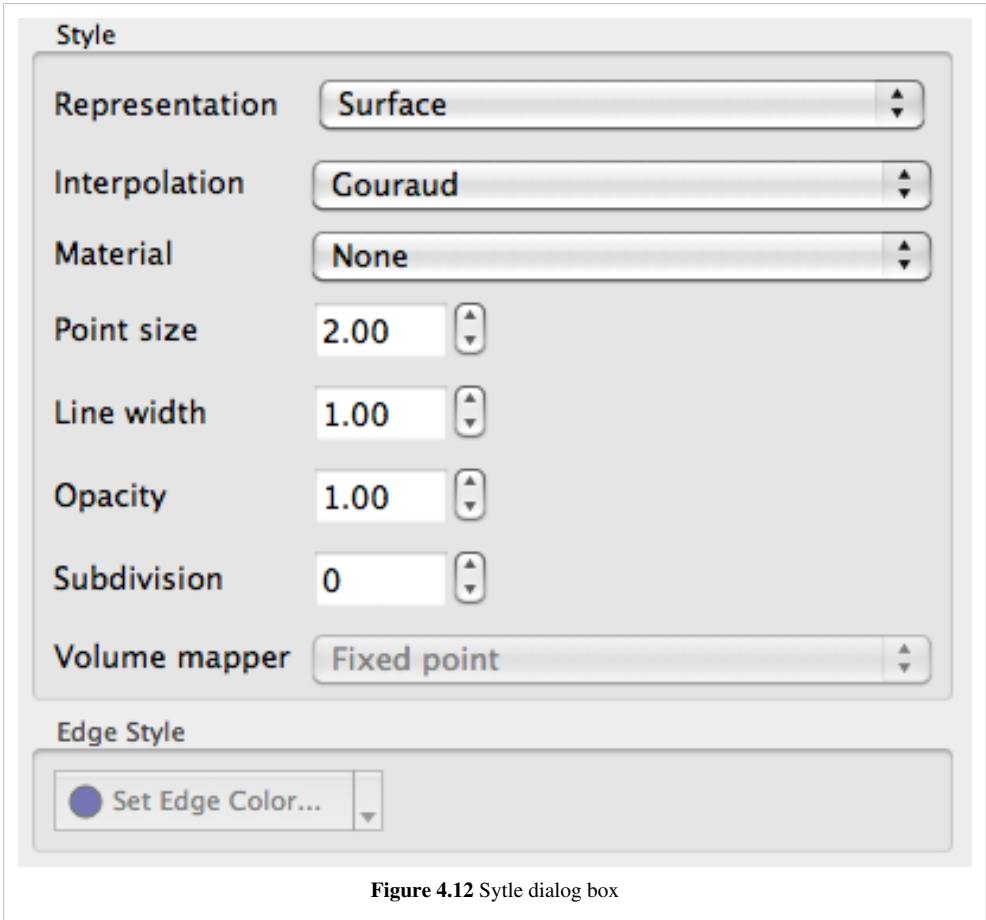 Style
Representation Surface
Interpolation Gouraud
Material None
Point size 2.00
Line width 1.00
Opacity 1.00
Subdivision 0
Volume mapper Fixed point
Edge Style
Set Edge Color...
Figure 4.12 Sytle dialog box